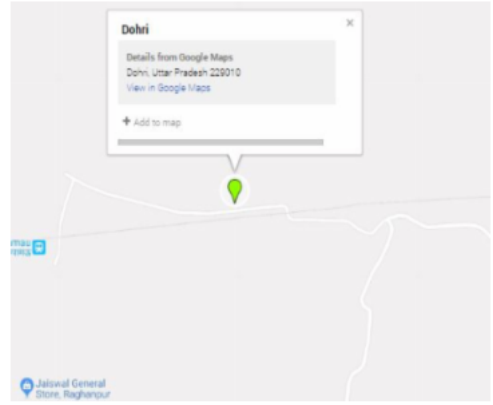 Dohri
×
Details from Google Maps
Dohri, Uttar Pradesh 229010
View in Google Maps
+ Add to map
Jaiswal General
Store, Raghanpur